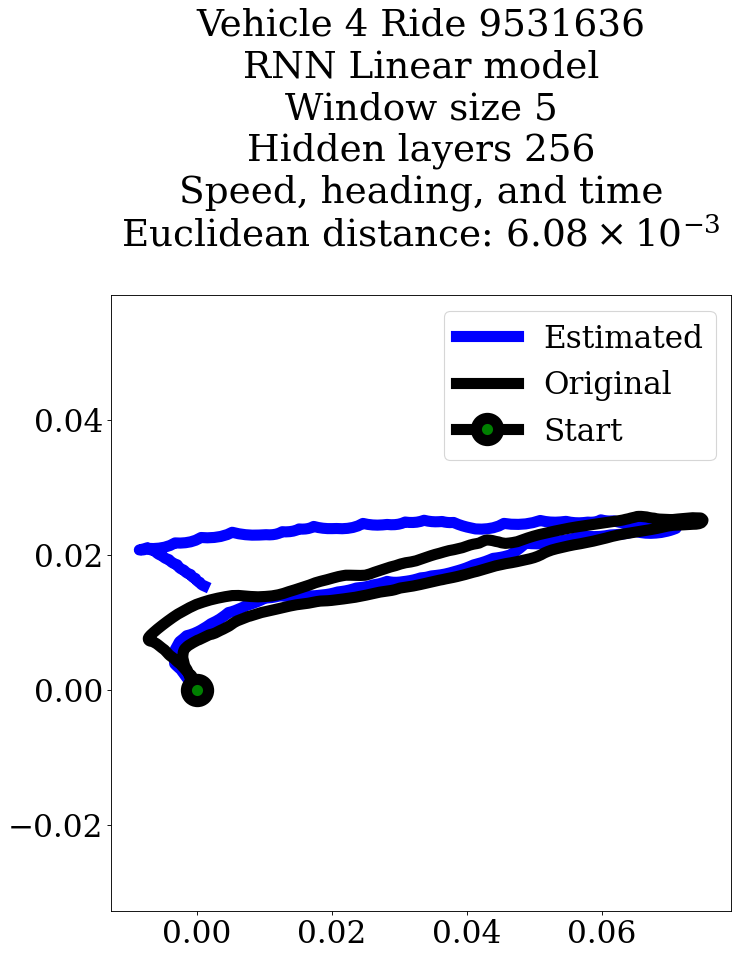 Vehicle 4 Ride 9531636
RNN Linear model
Window size 5
Hidden layers 256
Speed, heading, and time
Euclidean distance: 6.08 × 10⁻³
Estimated
Original
Start
0.04
0.02
0.00
−0.02
0.00 0.02 0.04 0.06